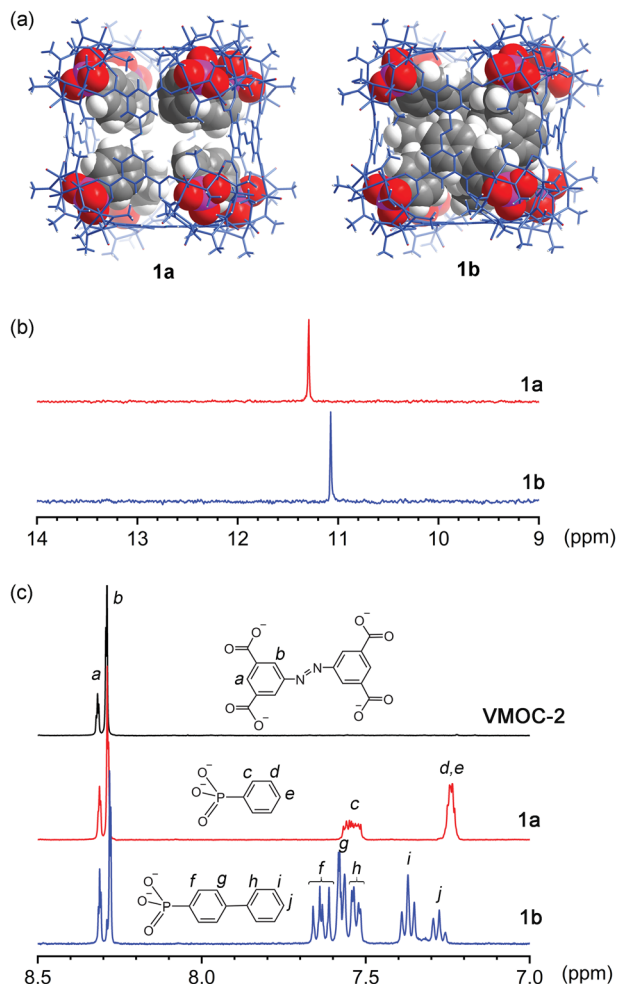 (a)
1a 1b
(b)
1a
1b
14 13 12 11 10 9 (ppm)
(c)
b
a
O⁻ O⁻
O O
b
N=N
a
O O
O⁻ O⁻
VMOC-2
c d
O⁻
⁻O P e
O
c
d,e
1a
f g h i
O⁻
⁻O P j
O
f g h i j
1b
8.5 8.0 7.5 7.0 (ppm)